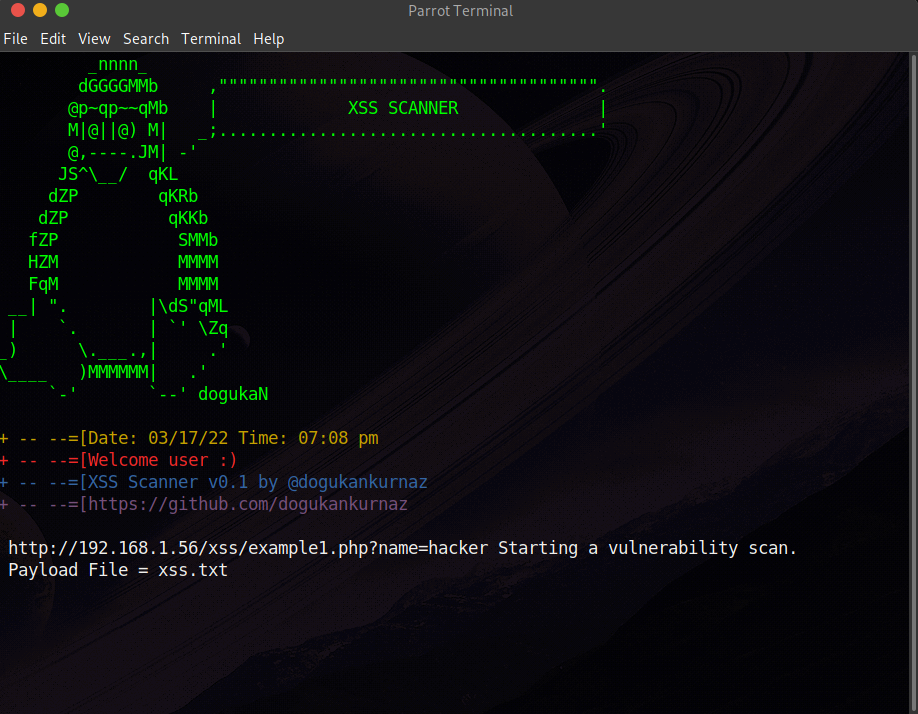 Parrot Terminal
File Edit View Search Terminal Help
         _nnnn_
        dGGGGMMb     ,""""""""""""""""""""""""""""""""""""""".
       @p~qp~~qMb    |             XSS SCANNER              |
       M|@||@) M|   _;......................................'
       @,----.JM| -'
      JS^\__/  qKL
     dZP        qKRb
    dZP          qKKb
   fZP            SMMb
   HZM            MMMM
   FqM            MMMM
 __| ".        |\dS"qML
 |    `.       | `' \Zq
_)      \.___.,|     .'
\____   )MMMMMM|   .'
     `-'       `--' dogukaN
+ -- --=[Date: 03/17/22 Time: 07:08 pm
+ -- --=[Welcome user :)
+ -- --=[XSS Scanner v0.1 by @dogukankurnaz
+ -- --=[https://github.com/dogukankurnaz
http://192.168.1.56/xss/example1.php?name=hacker Starting a vulnerability scan.
Payload File = xss.txt